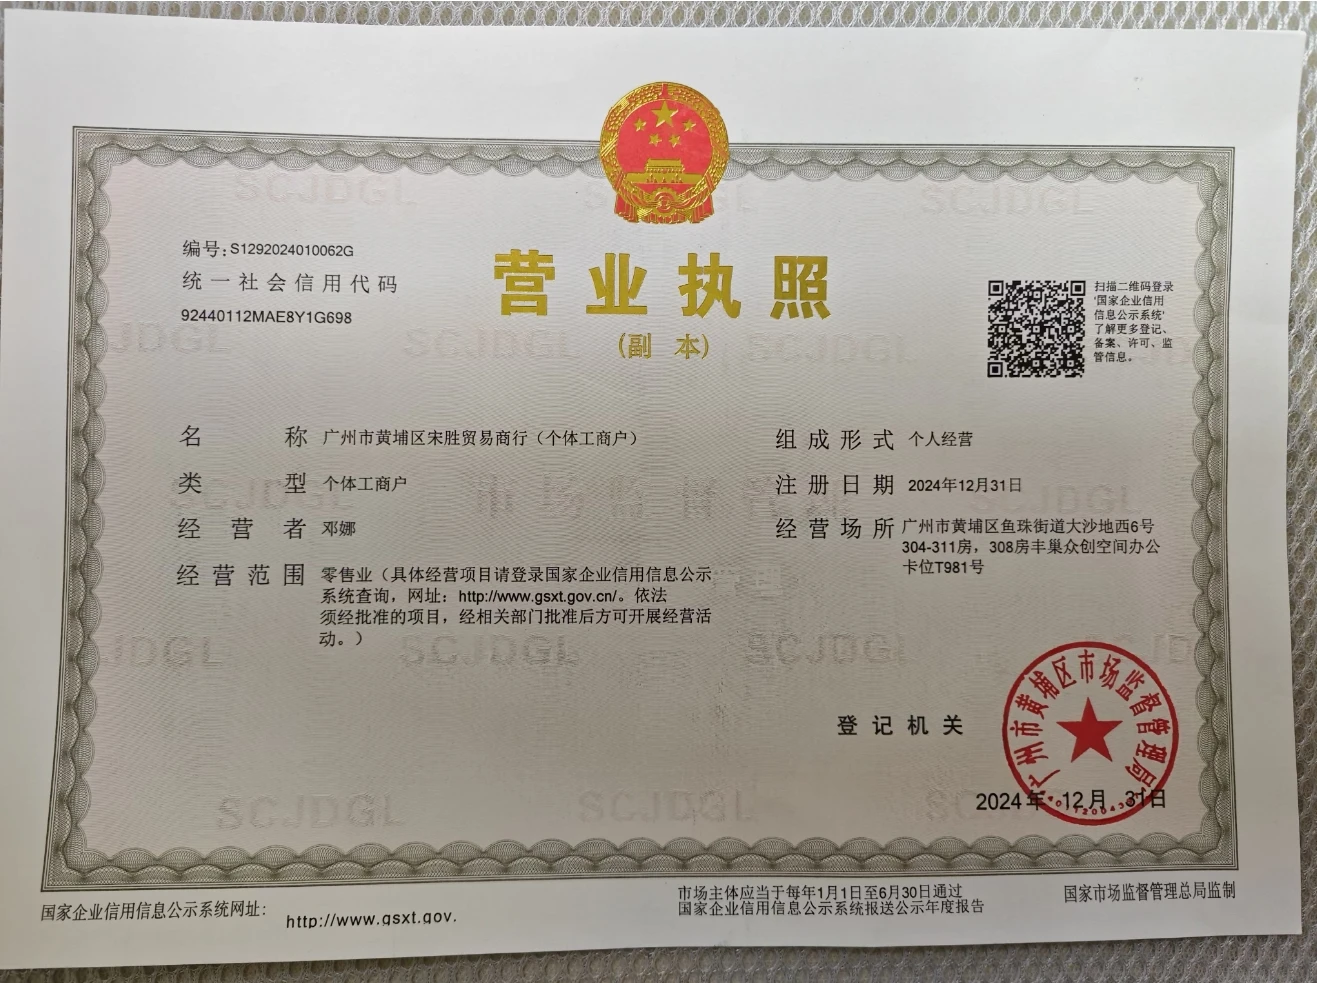 编号:S1292024010062G
统一社会信用代码
92440112MAE8Y1G698
营业执照
(副 本)
扫描二维码登录
'国家企业信用
信息公示系统'
了解更多登记、
备案、许可、监
管信息。
名 称 广州市黄埔区宋胜贸易商行（个体工商户）
类 型 个体工商户
经 营 者 邓娜
经 营 范 围 零售业（具体经营项目请登录国家企业信用信息公示
系统查询，网址：http://www.gsxt.gov.cn/。依法
须经批准的项目，经相关部门批准后方可开展经营活
动。）
组 成 形 式 个人经营
注 册 日 期 2024年12月31日
经 营 场 所 广州市黄埔区鱼珠街道大沙地西6号
304-311房，308房丰巢众创空间办公
卡位T981号
登 记 机 关
广州市黄埔区市场监督管理局
2024年 12月 31日
国家企业信用信息公示系统网址：
http://www.gsxt.gov.
市场主体应当于每年1月1日至6月30日通过
国家企业信用信息公示系统报送公示年度报告
国家市场监督管理总局监制